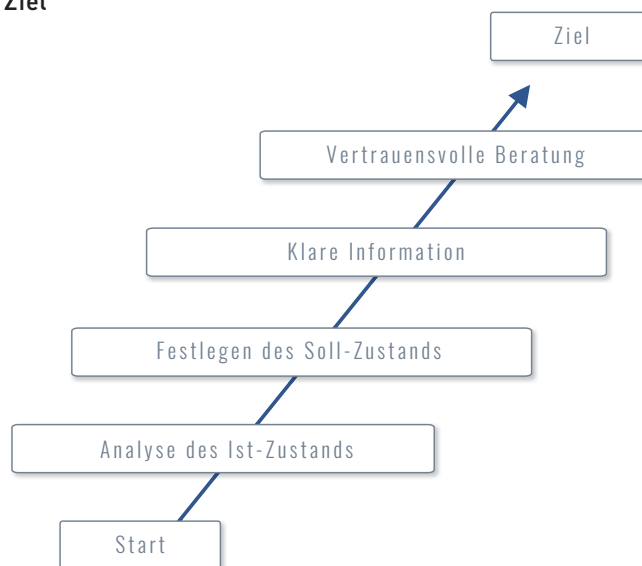 Ziel
Ziel
Vertrauensvolle Beratung
Klare Information
Festlegen des Soll-Zustands
Analyse des Ist-Zustands
Start